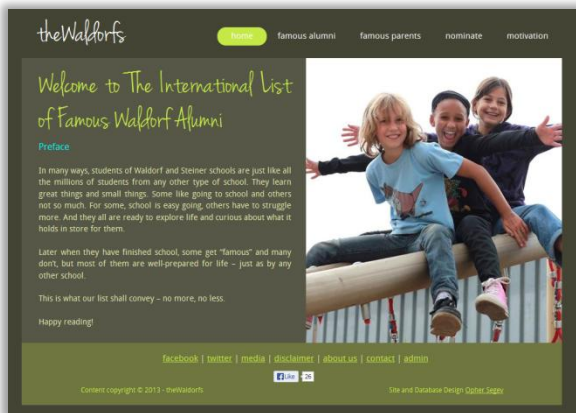 theWaldorfs
home famous alumni famous parents nominate motivation
Welcome to The International List
of Famous Waldorf Alumni
Preface
In many ways, students of Waldorf and Steiner schools are just like all
the millions of students from any other type of school. They learn
great things and small things. Some like going to school and others
not so much. For some, school is easy going, others have to struggle
more. And they all are ready to explore life and curious about what it
holds in store for them.
Later when they have finished school, some get "famous" and many
don't, but most of them are well-prepared for life – just as by any
other school.
This is what our list shall convey – no more, no less.
Happy reading!
facebook | twitter | media | disclaimer | about us | contact | admin
Like 26
Content copyright © 2013 - theWaldorfs
Site and Database Design Opher Segev